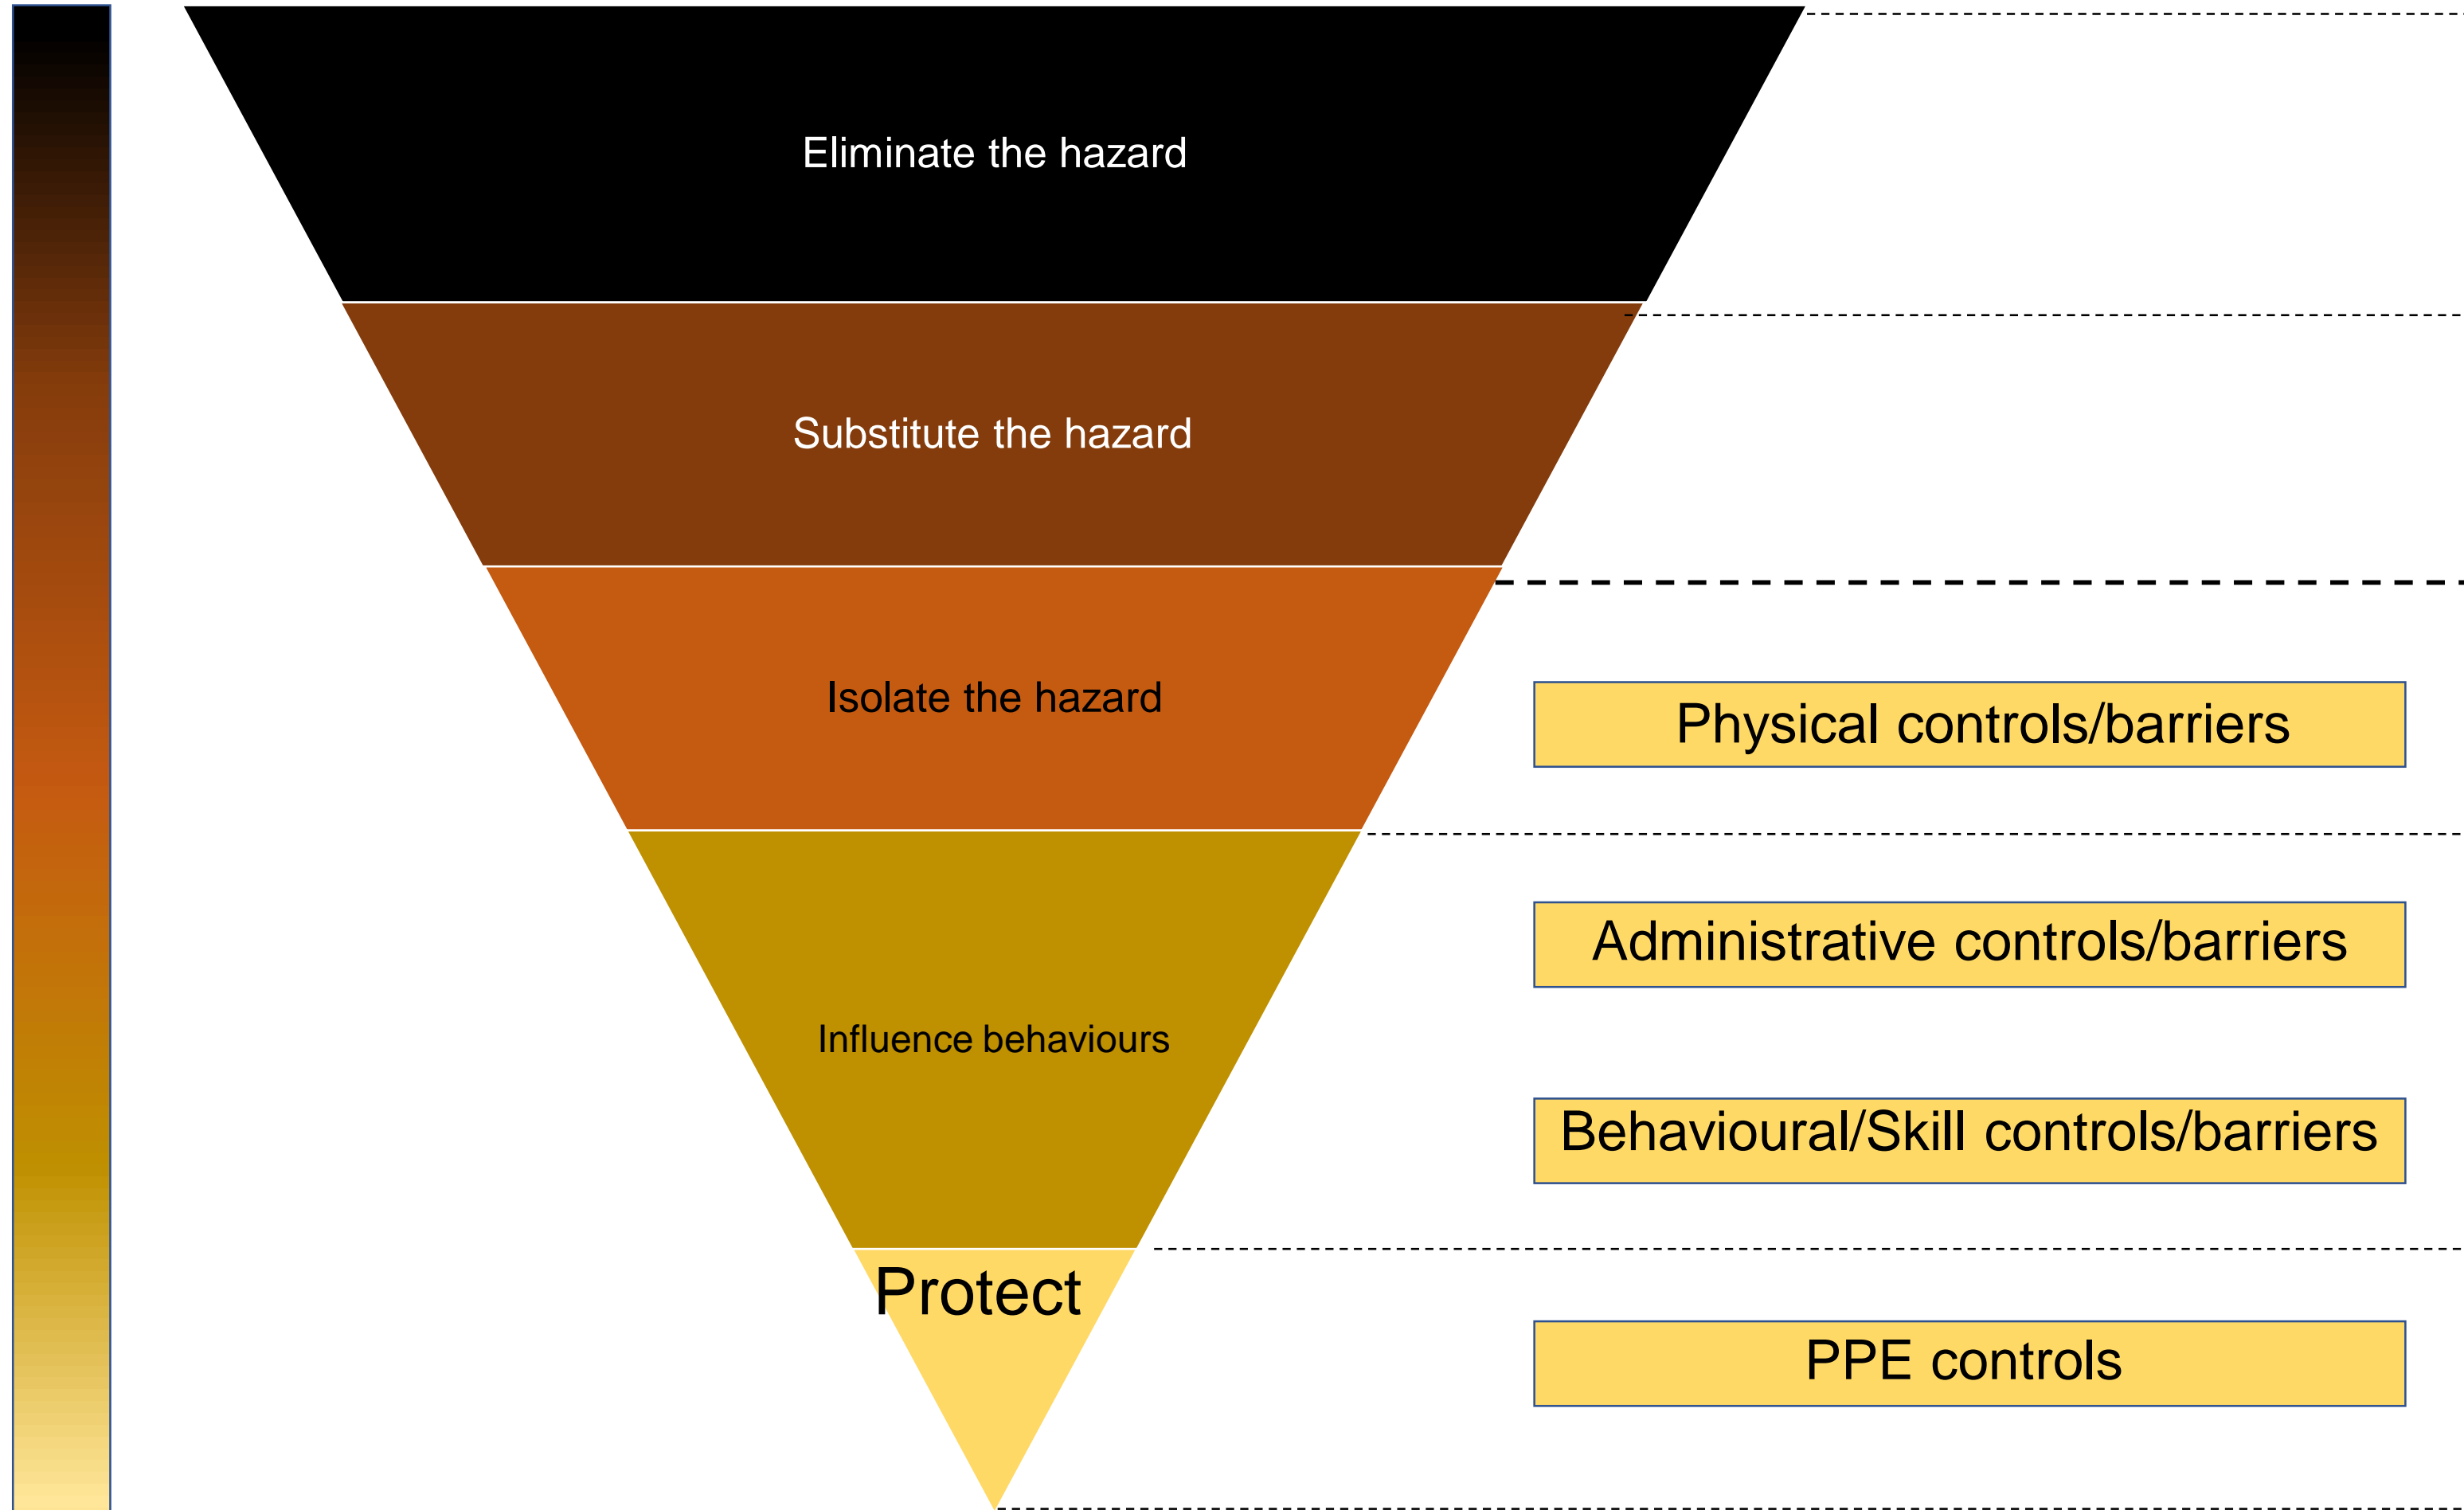 Eliminate the hazard
Substitute the hazard
Isolate the hazard
Physical controls/barriers
Administrative controls/barriers
Influence behaviours
Behavioural/Skill controls/barriers
Protect
PPE controls